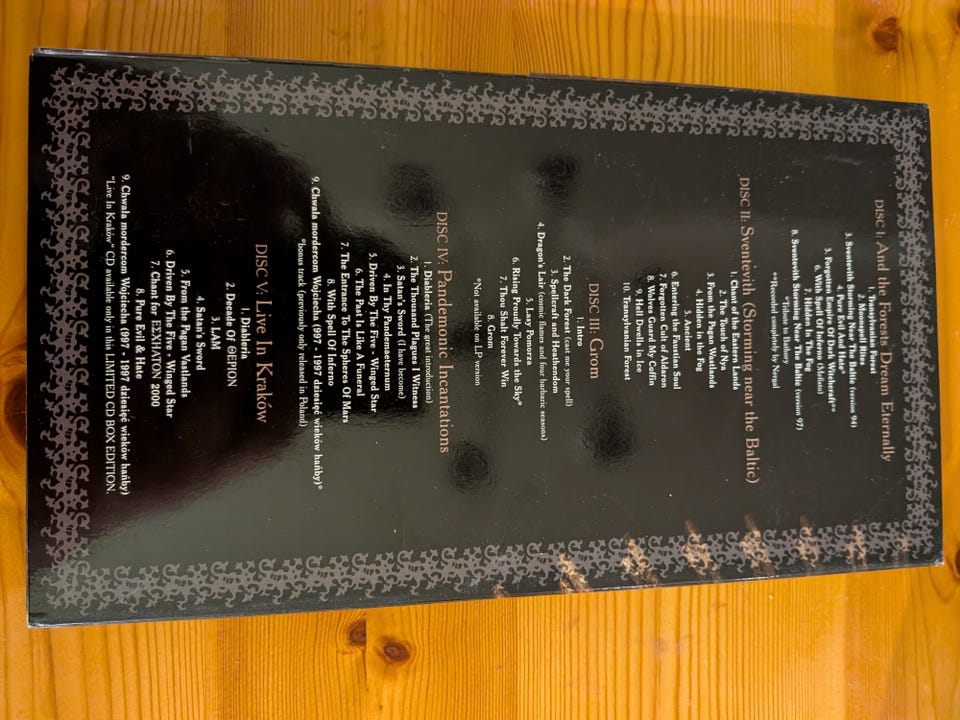 DISC I: And the Forests Dream Eternally
1. Transylvanian Forest
2. Moonspell Rites
3. Sventevith Storming Near The Baltic (version 94)
4. Pure Evil And Hate*
5. Forgotten Empire Of Dark Witchcraft**
6. With Spell Of Inferno (Mefisto)
7. Hidden In The Fog
8. Sventevith Storming Near The Baltic (version 97)
*Tribute to Bathory
**Recorded completely by Nergal
DISC II: Sventevith (Storming near the Baltic)
1. Chant of the Eastern Lands
2. The Touch of Nya
3. From the Pagan Vastlands
4. Hidden in the Fog
5. Ancient
6. Entering the Faustian Soul
7. Forgotten Cult of Aldaron
8. Wolves Guard My Coffin
9. Hell Dwells in Ice
10. Transylvanian Forest
DISC III: Grom
1. Intro
2. The Dark Forest (cast me your spell)
3. Spellcraft and Heathendom
4. Dragon's Lair (cosmic flames and four barbaric seasons)
5. Lasy Pomorza
6. Rising Proudly Towards the Sky*
7. Thou Shalt Forever Win
8. Grom
*Not available on LP version
DISC IV: Pandemonic Incantations
1. Diableria (The great introduction)
2. The Thousand Plagues I Witness
3. Satan's Sword (I have become)
4. In Thy Pandemaeternum
5. Driven By The Five - Winged Star
6. The Past Is Like A Funeral
7. The Entrance To The Spheres Of Mars
8. With Spell Of Inferno
9. Chwała mordercom Wojciecha (997 - 1997 dziesięć wieków hańby)*
*bonus track (previously only released in Poland)
DISC V: Live In Kraków
1. Diableria
2. Decade Of ΘΕΡΙΟΝ
3. LAM
4. Satan's Sword
5. From the Pagan Vastlands
6. Driven By The Five - Winged Star
7. Chant for ΕΣΧΗΑΤΟΝ 2000
8. Pure Evil & Hate
9. Chwała mordercom Wojciecha (997 - 1997 dziesięć wieków hańby)
"Live In Kraków" CD available only in this LIMITED CD BOX EDITION.